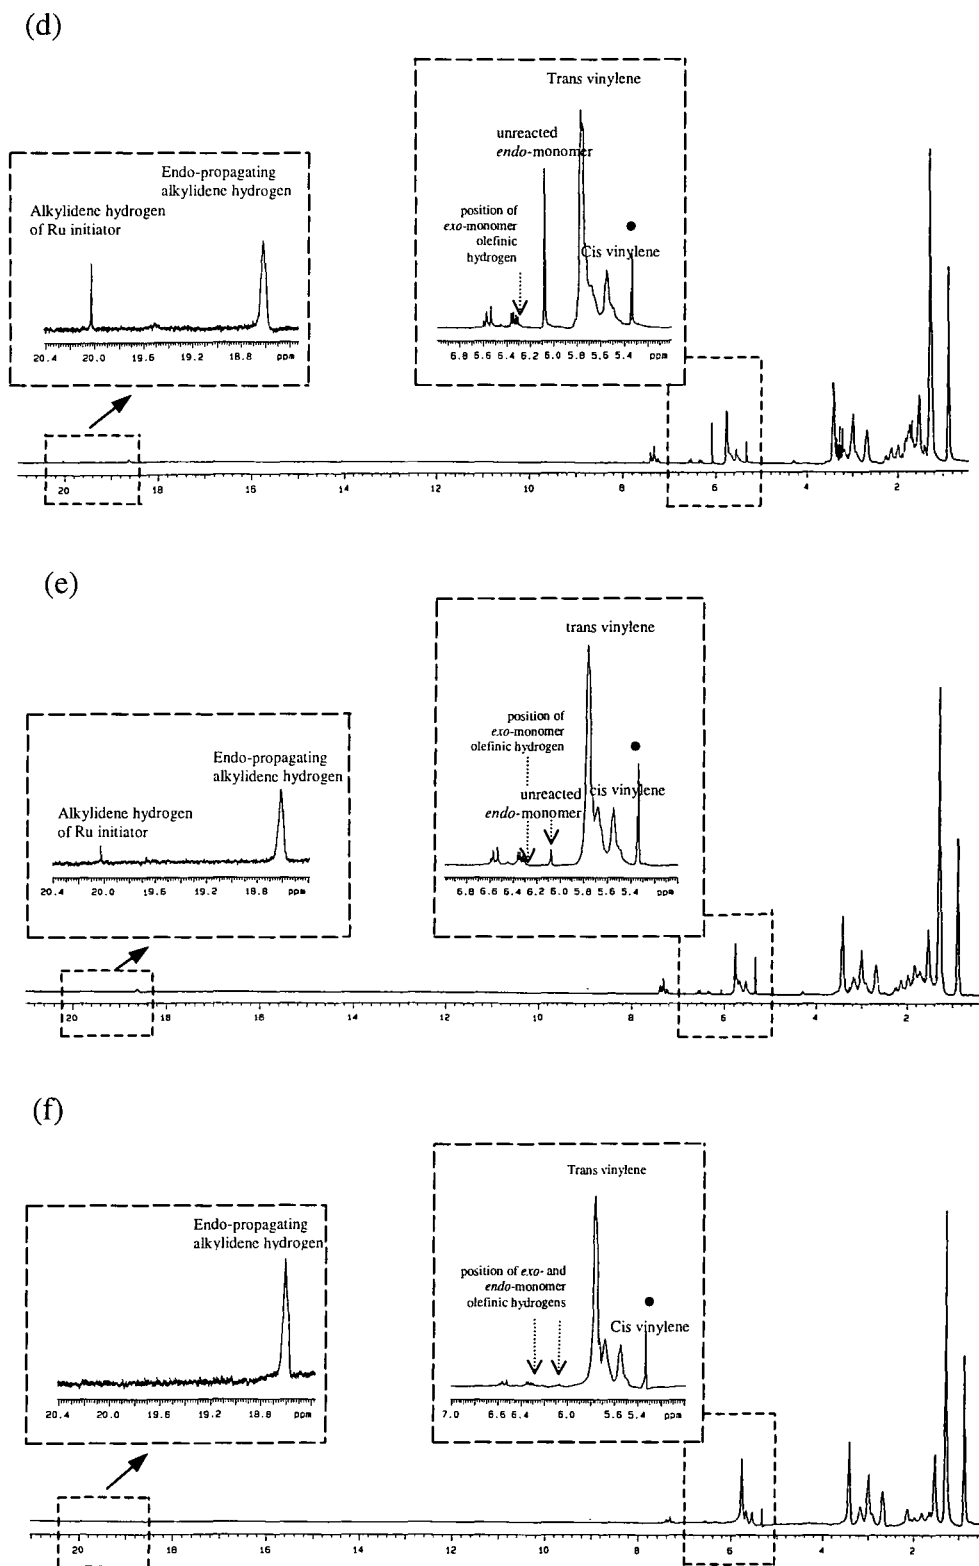 (d)
Trans vinylene
unreacted
endo-monomer
Endo-propagating
alkylidene hydrogen
Alkylidene hydrogen
of Ru initiator
position of
exo-monomer
olefinic
hydrogen
Cis vinylene
20.4 20.0 19.6 19.2 18.8 ppm
6.8 6.6 6.4 6.2 6.0 5.8 5.6 5.4 ppm
20 18 16 14 12 10 8 6 4 2
(e)
trans vinylene
position of
exo-monomer
olefinic hydrogen
Endo-propagating
alkylidene hydrogen
unreacted
endo-monomer
cis vinylene
Alkylidene hydrogen
of Ru initiator
20.4 20.0 19.6 19.2 18.8 ppm
6.8 6.6 6.4 6.2 6.0 5.8 5.6 5.4 ppm
20 18 16 14 12 10 8 6 4 2
(f)
Trans vinylene
Endo-propagating
alkylidene hydrogen
position of exo- and
endo-monomer
olefinic hydrogens
Cis vinylene
20.4 20.0 19.6 19.2 18.8 ppm
7.0 6.6 6.4 6.0 5.6 5.4 ppm
20 18 16 14 12 10 8 6 4 2